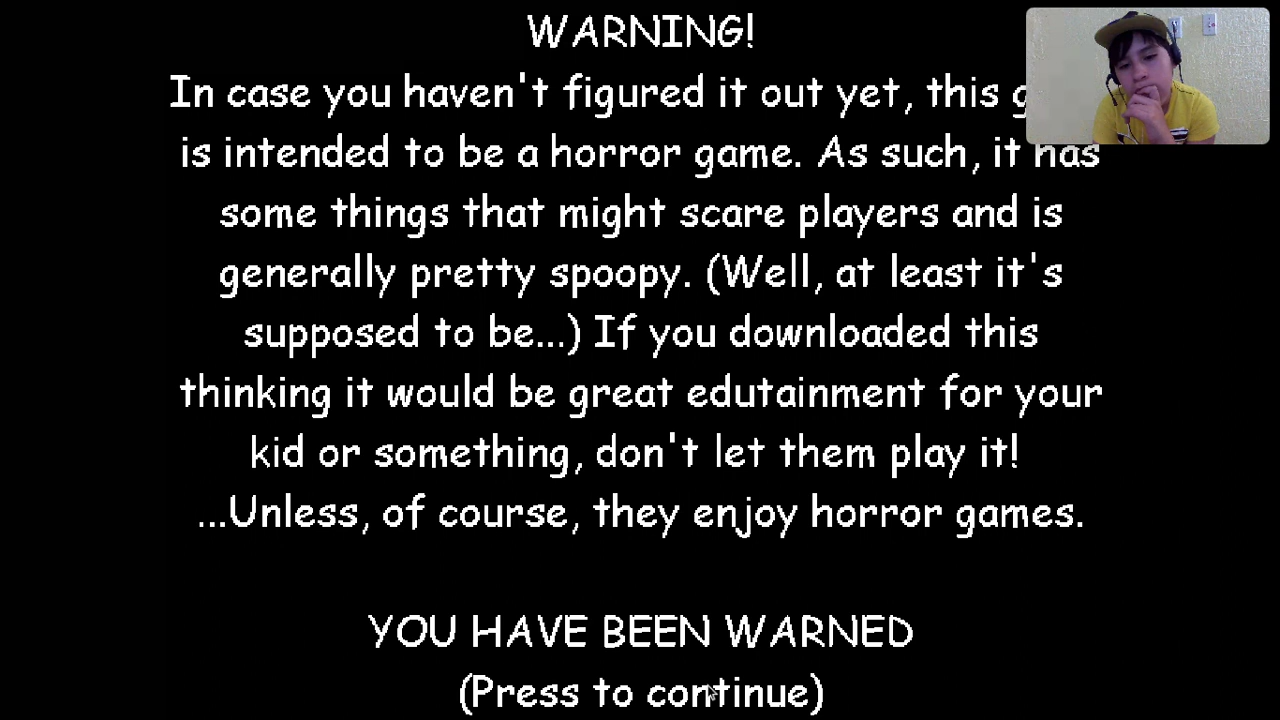 WARNING!
In case you haven't figured it out yet, this
is intended to be a horror game. As such, it has
some things that might scare players and is
generally pretty spoopy. (Well, at least it's
supposed to be...) If you downloaded this
thinking it would be great edutainment for your
kid or something, don't let them play it!
...Unless, of course, they enjoy horror games.
YOU HAVE BEEN WARNED
(Press to continue)